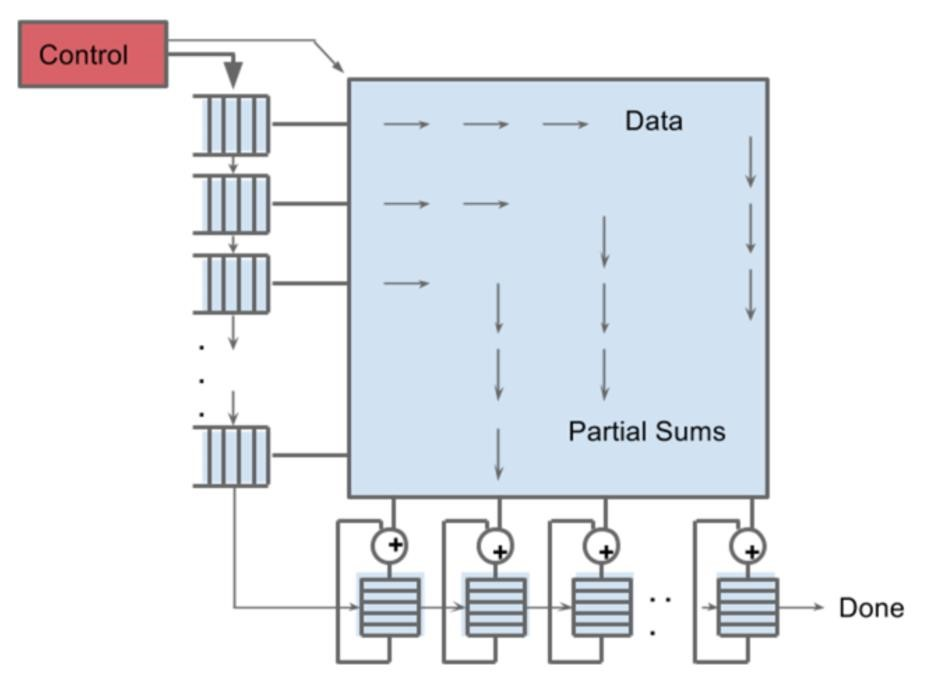 Control
Data
Partial Sums
+
+
+
+
Done